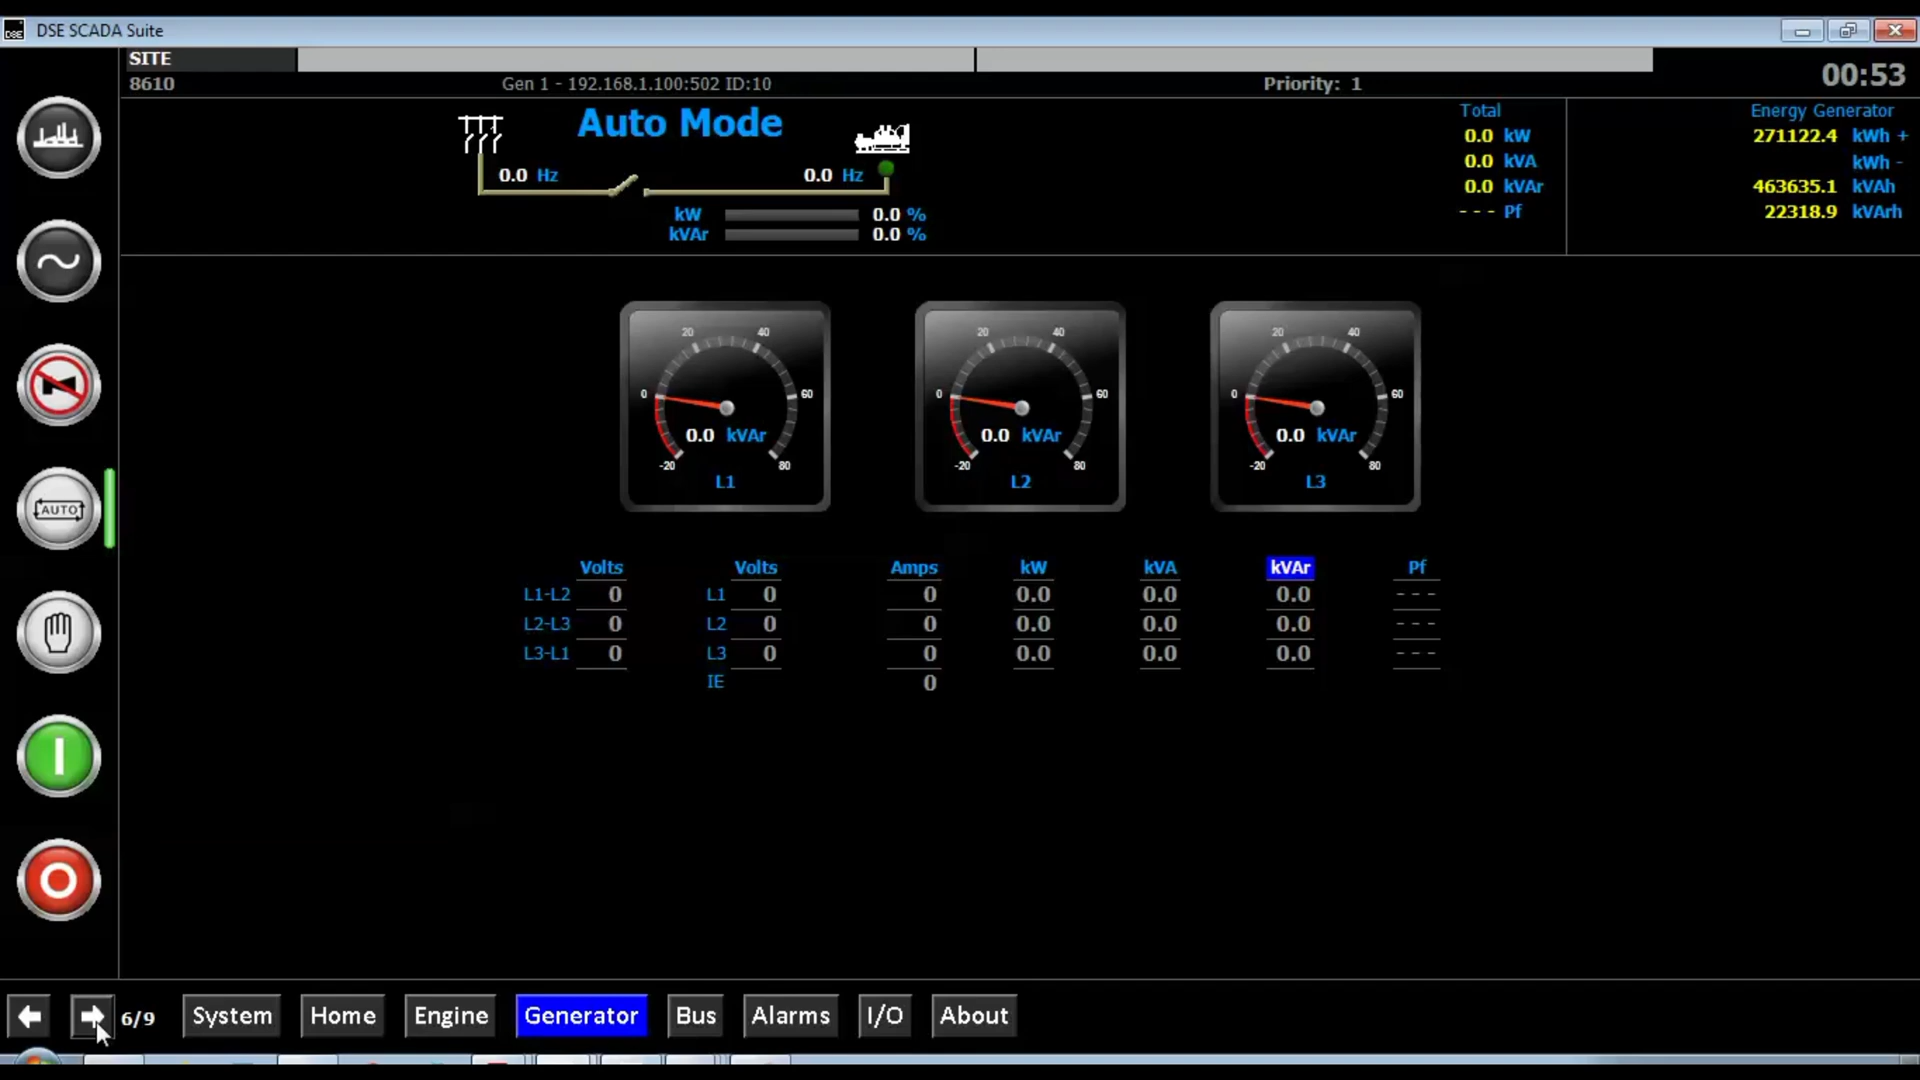 DSE SCADA Suite
SITE
8610 Gen 1 - 192.168.1.100:502 ID:10 Priority: 1 00:53
Auto Mode
0.0 Hz 0.0 Hz
kW 0.0 %
kVAr 0.0 %
Total
0.0 kW
0.0 kVA
0.0 kVAr
- - - Pf
Energy Generator
271122.4 kWh +
kWh -
463635.1 kVAh
22318.9 kVArh
-20 0 20 40 60 80
0.0 kVAr
L1
-20 0 20 40 60 80
0.0 kVAr
L2
-20 0 20 40 60 80
0.0 kVAr
L3
Volts Volts Amps kW kVA kVAr Pf
L1-L2 0 L1 0 0 0.0 0.0 0.0 - - -
L2-L3 0 L2 0 0 0.0 0.0 0.0 - - -
L3-L1 0 L3 0 0 0.0 0.0 0.0 - - -
IE 0
AUTO
6/9 System Home Engine Generator Bus Alarms I/O About